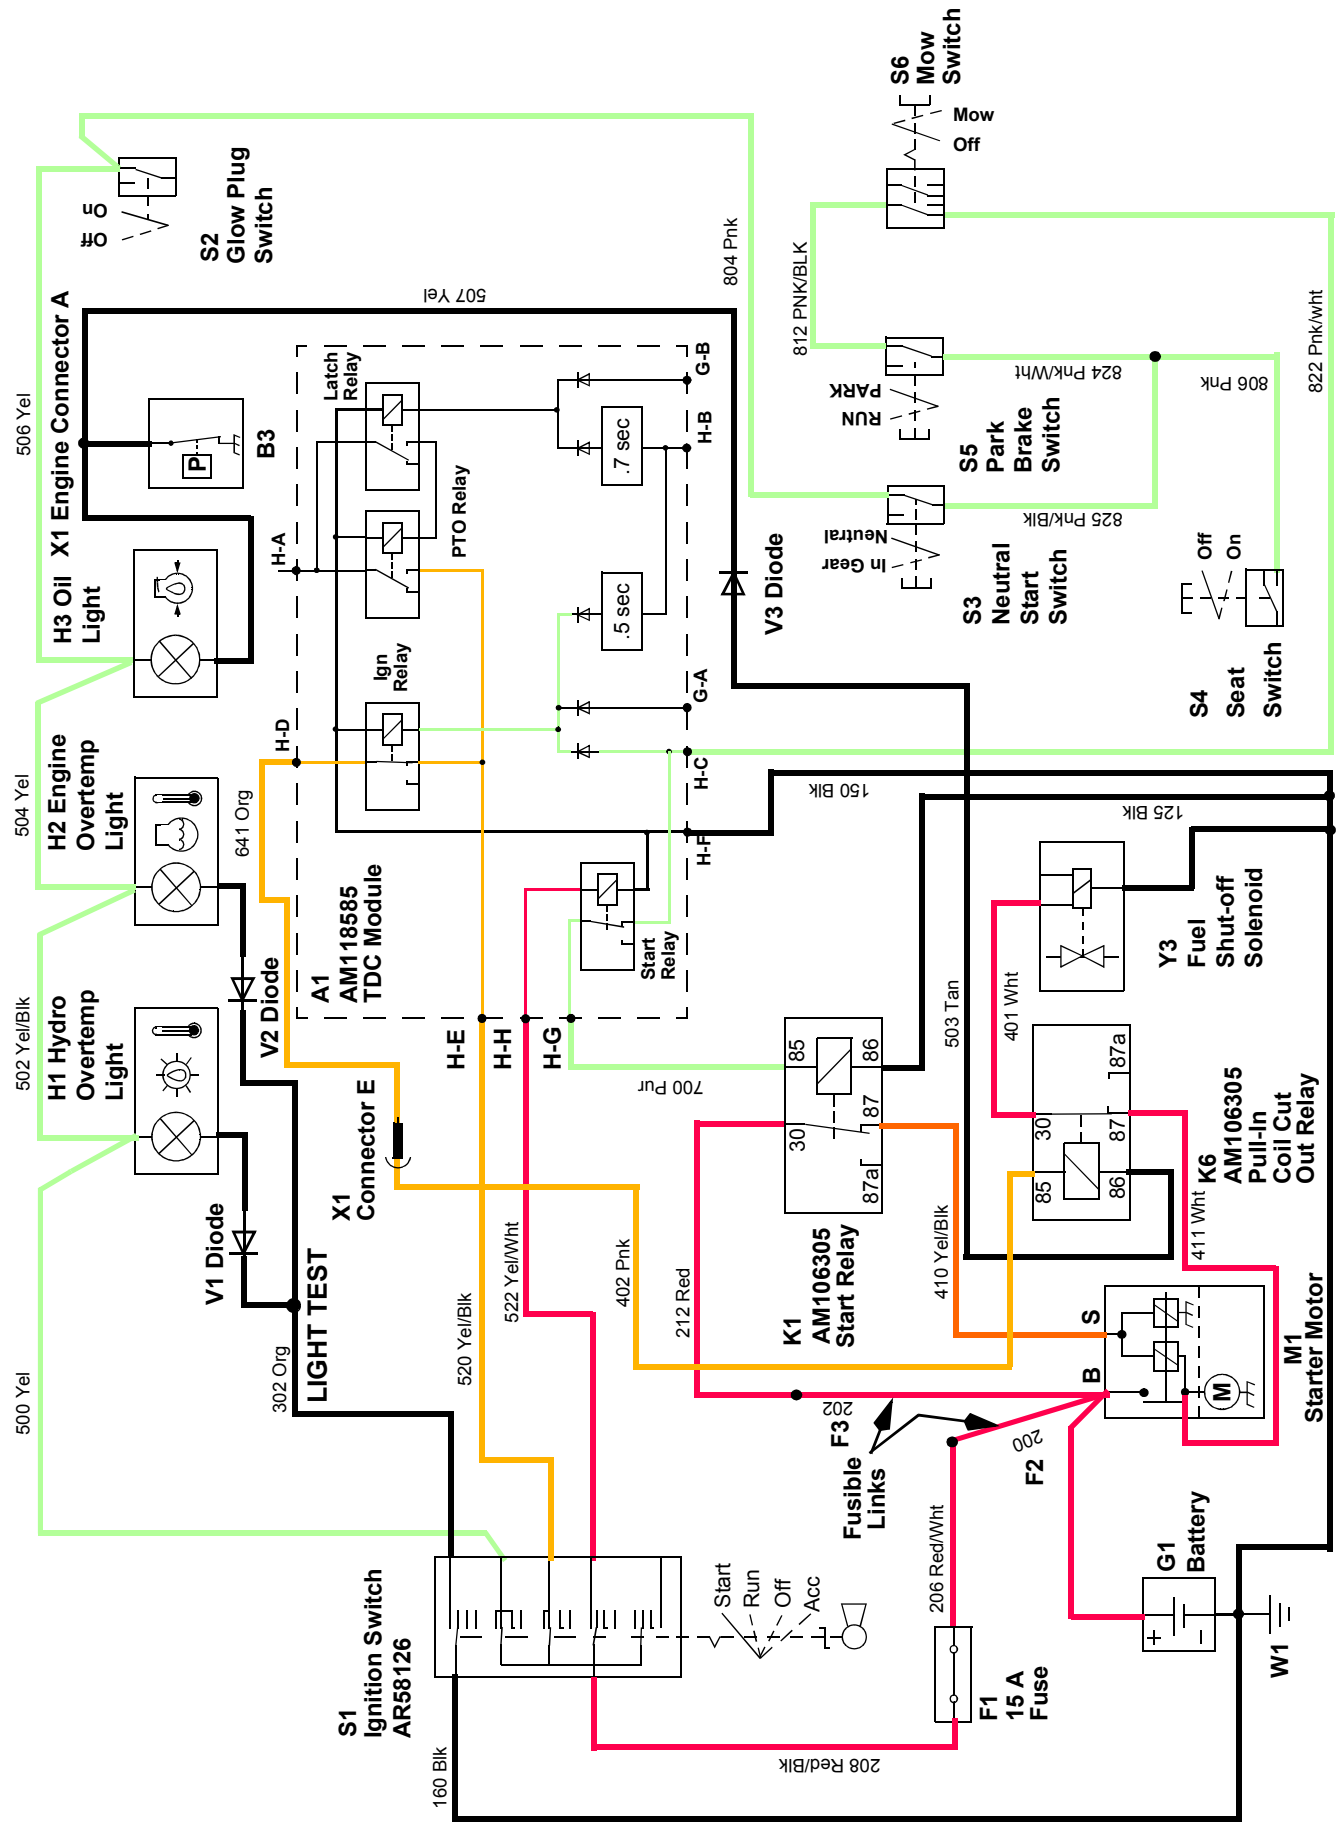 S6
Mow
Switch
Mow
Off
On
Off
S2
Glow Plug
Switch
804 Pnk
812 PNK/BLK
822 Pnk/wht
506 Yel
X1 Engine Connector A
507 Yel
B3
P
Latch
Relay
G-B
H-B
.7 sec
PARK
RUN
824 Pnk/Wht
806 Pnk
S5
Park
Brake
Switch
H3 Oil
Light
H-A
PTO Relay
.5 sec
V3 Diode
Neutral
In Gear
825 Pnk/Blk
S3
Neutral
Start
Switch
Off
On
S4
Seat
Switch
504 Yel
H2 Engine
Overtemp
Light
641 Org
H-D
Ign
Relay
G-A
H-C
H-F
150 Blk
125 Blk
A1
AM118585
TDC Module
Start
Relay
Y3
Fuel
Shut-off
Solenoid
502 Yel/Blk
H1 Hydro
Overtemp
Light
V2 Diode
H-E
H-H
H-G
700 Pur
85
86
30
87
87a
503 Tan
401 Wht
30
87a
87
85
86
K6
AM106305
Pull-In
Coil Cut
Out Relay
V1 Diode
X1
Connector E
LIGHT TEST
302 Org
500 Yel
520 Yel/Blk
522 Yel/Wht
402 Pnk
212 Red
K1
AM106305
Start Relay
410 Yel/Blk
411 Wht
S
B
M
M1
Starter Motor
202
F3
Fusible
Links
200
F2
206 Red/Wht
S1
Ignition Switch
AR58126
Start
Run
Off
Acc
F1
15 A
Fuse
G1
Battery
+
-
W1
160 Blk
208 Red/Blk